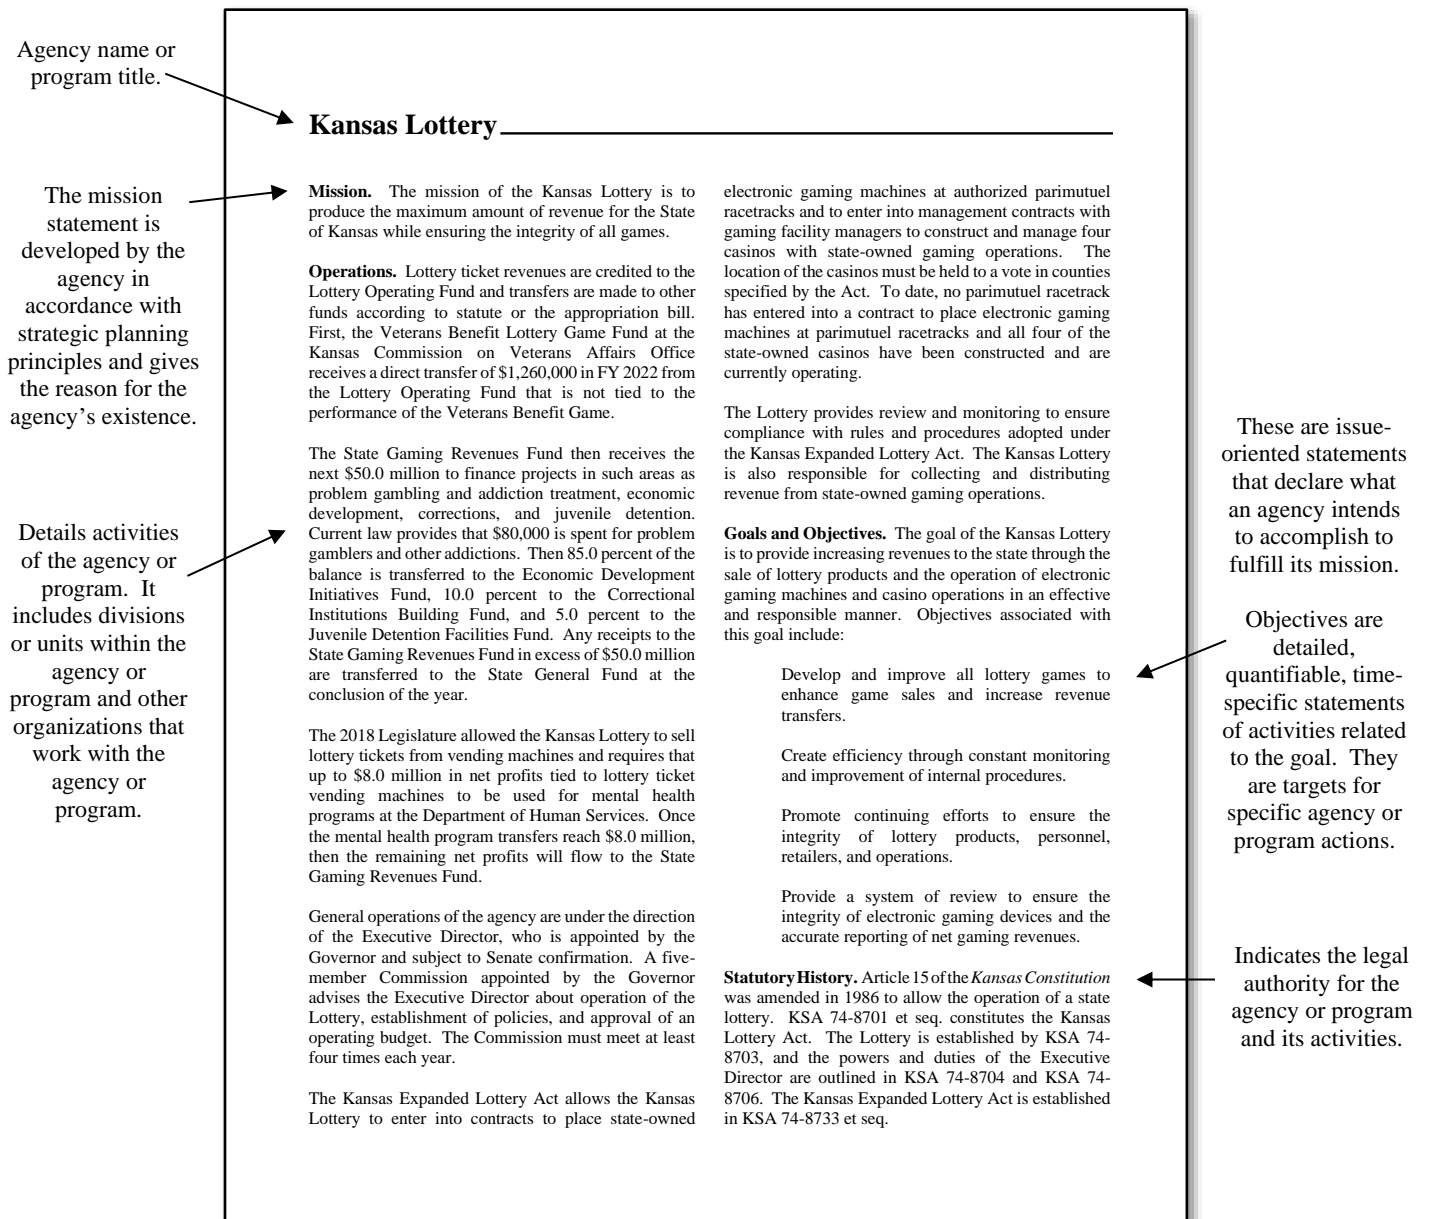 Agency name or
program title.
The mission
statement is
developed by the
agency in
accordance with
strategic planning
principles and gives
the reason for the
agency’s existence.
Details activities
of the agency or
program. It
includes divisions
or units within the
agency or
program and other
organizations that
work with the
agency or
program.
Kansas Lottery
Mission. The mission of the Kansas Lottery is to
produce the maximum amount of revenue for the State
of Kansas while ensuring the integrity of all games.
Operations. Lottery ticket revenues are credited to the
Lottery Operating Fund and transfers are made to other
funds according to statute or the appropriation bill.
First, the Veterans Benefit Lottery Game Fund at the
Kansas Commission on Veterans Affairs Office
receives a direct transfer of $1,260,000 in FY 2022 from
the Lottery Operating Fund that is not tied to the
performance of the Veterans Benefit Game.
The State Gaming Revenues Fund then receives the
next $50.0 million to finance projects in such areas as
problem gambling and addiction treatment, economic
development, corrections, and juvenile detention.
Current law provides that $80,000 is spent for problem
gamblers and other addictions. Then 85.0 percent of the
balance is transferred to the Economic Development
Initiatives Fund, 10.0 percent to the Correctional
Institutions Building Fund, and 5.0 percent to the
Juvenile Detention Facilities Fund. Any receipts to the
State Gaming Revenues Fund in excess of $50.0 million
are transferred to the State General Fund at the
conclusion of the year.
The 2018 Legislature allowed the Kansas Lottery to sell
lottery tickets from vending machines and requires that
up to $8.0 million in net profits tied to lottery ticket
vending machines to be used for mental health
programs at the Department of Human Services. Once
the mental health program transfers reach $8.0 million,
then the remaining net profits will flow to the State
Gaming Revenues Fund.
General operations of the agency are under the direction
of the Executive Director, who is appointed by the
Governor and subject to Senate confirmation. A five-
member Commission appointed by the Governor
advises the Executive Director about operation of the
Lottery, establishment of policies, and approval of an
operating budget. The Commission must meet at least
four times each year.
The Kansas Expanded Lottery Act allows the Kansas
Lottery to enter into contracts to place state-owned
electronic gaming machines at authorized parimutuel
racetracks and to enter into management contracts with
gaming facility managers to construct and manage four
casinos with state-owned gaming operations. The
location of the casinos must be held to a vote in counties
specified by the Act. To date, no parimutuel racetrack
has entered into a contract to place electronic gaming
machines at parimutuel racetracks and all four of the
state-owned casinos have been constructed and are
currently operating.
The Lottery provides review and monitoring to ensure
compliance with rules and procedures adopted under
the Kansas Expanded Lottery Act. The Kansas Lottery
is also responsible for collecting and distributing
revenue from state-owned gaming operations.
Goals and Objectives. The goal of the Kansas Lottery
is to provide increasing revenues to the state through the
sale of lottery products and the operation of electronic
gaming machines and casino operations in an effective
and responsible manner. Objectives associated with
this goal include:
Develop and improve all lottery games to
enhance game sales and increase revenue
transfers.
Create efficiency through constant monitoring
and improvement of internal procedures.
Promote continuing efforts to ensure the
integrity of lottery products, personnel,
retailers, and operations.
Provide a system of review to ensure the
integrity of electronic gaming devices and the
accurate reporting of net gaming revenues.
Statutory History. Article 15 of the Kansas Constitution
was amended in 1986 to allow the operation of a state
lottery. KSA 74-8701 et seq. constitutes the Kansas
Lottery Act. The Lottery is established by KSA 74-
8703, and the powers and duties of the Executive
Director are outlined in KSA 74-8704 and KSA 74-
8706. The Kansas Expanded Lottery Act is established
in KSA 74-8733 et seq.
These are issue-
oriented statements
that declare what
an agency intends
to accomplish to
fulfill its mission.
Objectives are
detailed,
quantifiable, time-
specific statements
of activities related
to the goal. They
are targets for
specific agency or
program actions.
Indicates the legal
authority for the
agency or program
and its activities.